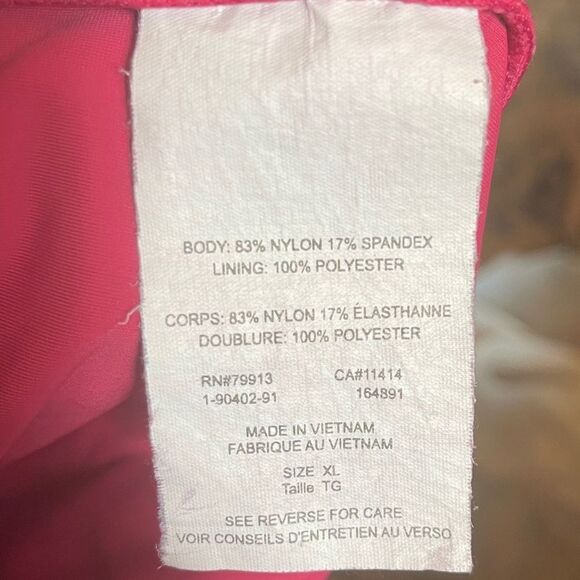 BODY: 83% NYLON 17% SPANDEX
LINING: 100% POLYESTER
CORPS: 83% NYLON 17% ÉLASTHANNE
DOUBLURE: 100% POLYESTER
RN#79913 CA#11414
1-90402-91 164891
MADE IN VIETNAM
FABRIQUE AU VIETNAM
SIZE XL
Taille TG
SEE REVERSE FOR CARE
VOIR CONSEILS D'ENTRETIEN AU VERSO